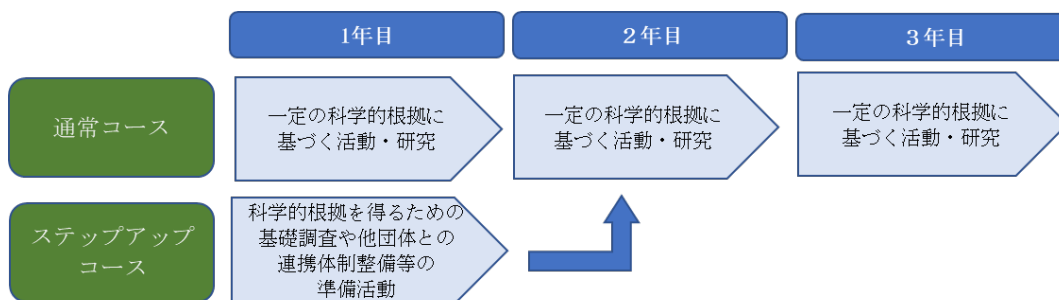 1年目
２年目
３年目
通常コース
一定の科学的根拠に
基づく活動・研究
一定の科学的根拠に
基づく活動・研究
一定の科学的根拠に
基づく活動・研究
ステップアップ
コース
科学的根拠を得るための
基礎調査や他団体との
連携体制整備等の
準備活動